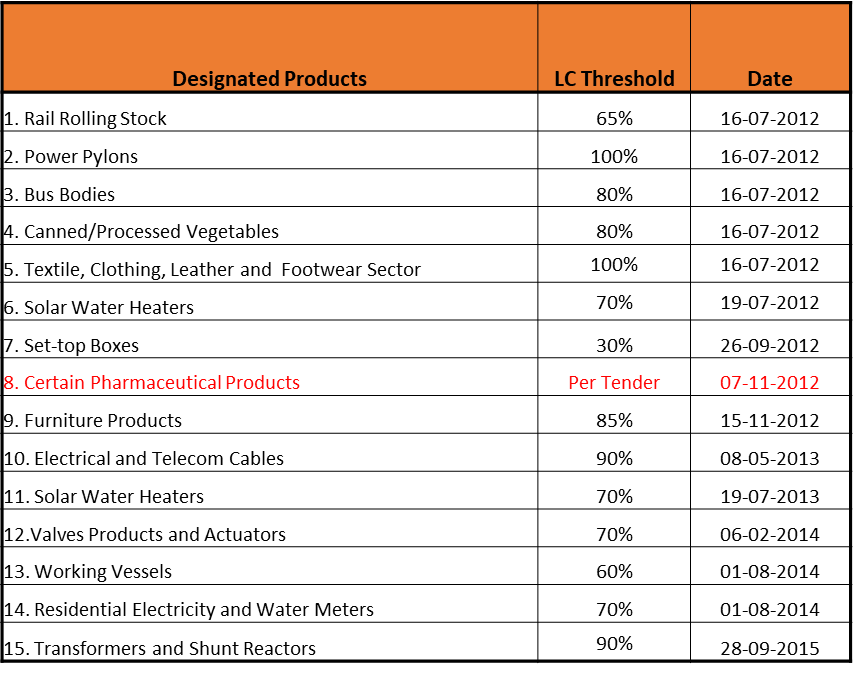 Designated Products LC Threshold Date
1. Rail Rolling Stock 65% 16-07-2012
2. Power Pylons 100% 16-07-2012
3. Bus Bodies 80% 16-07-2012
4. Canned/Processed Vegetables 80% 16-07-2012
5. Textile, Clothing, Leather and Footwear Sector 100% 16-07-2012
6. Solar Water Heaters 70% 19-07-2012
7. Set-top Boxes 30% 26-09-2012
8. Certain Pharmaceutical Products Per Tender 07-11-2012
9. Furniture Products 85% 15-11-2012
10. Electrical and Telecom Cables 90% 08-05-2013
11. Solar Water Heaters 70% 19-07-2013
12.Valves Products and Actuators 70% 06-02-2014
13. Working Vessels 60% 01-08-2014
14. Residential Electricity and Water Meters 70% 01-08-2014
15. Transformers and Shunt Reactors 90% 28-09-2015